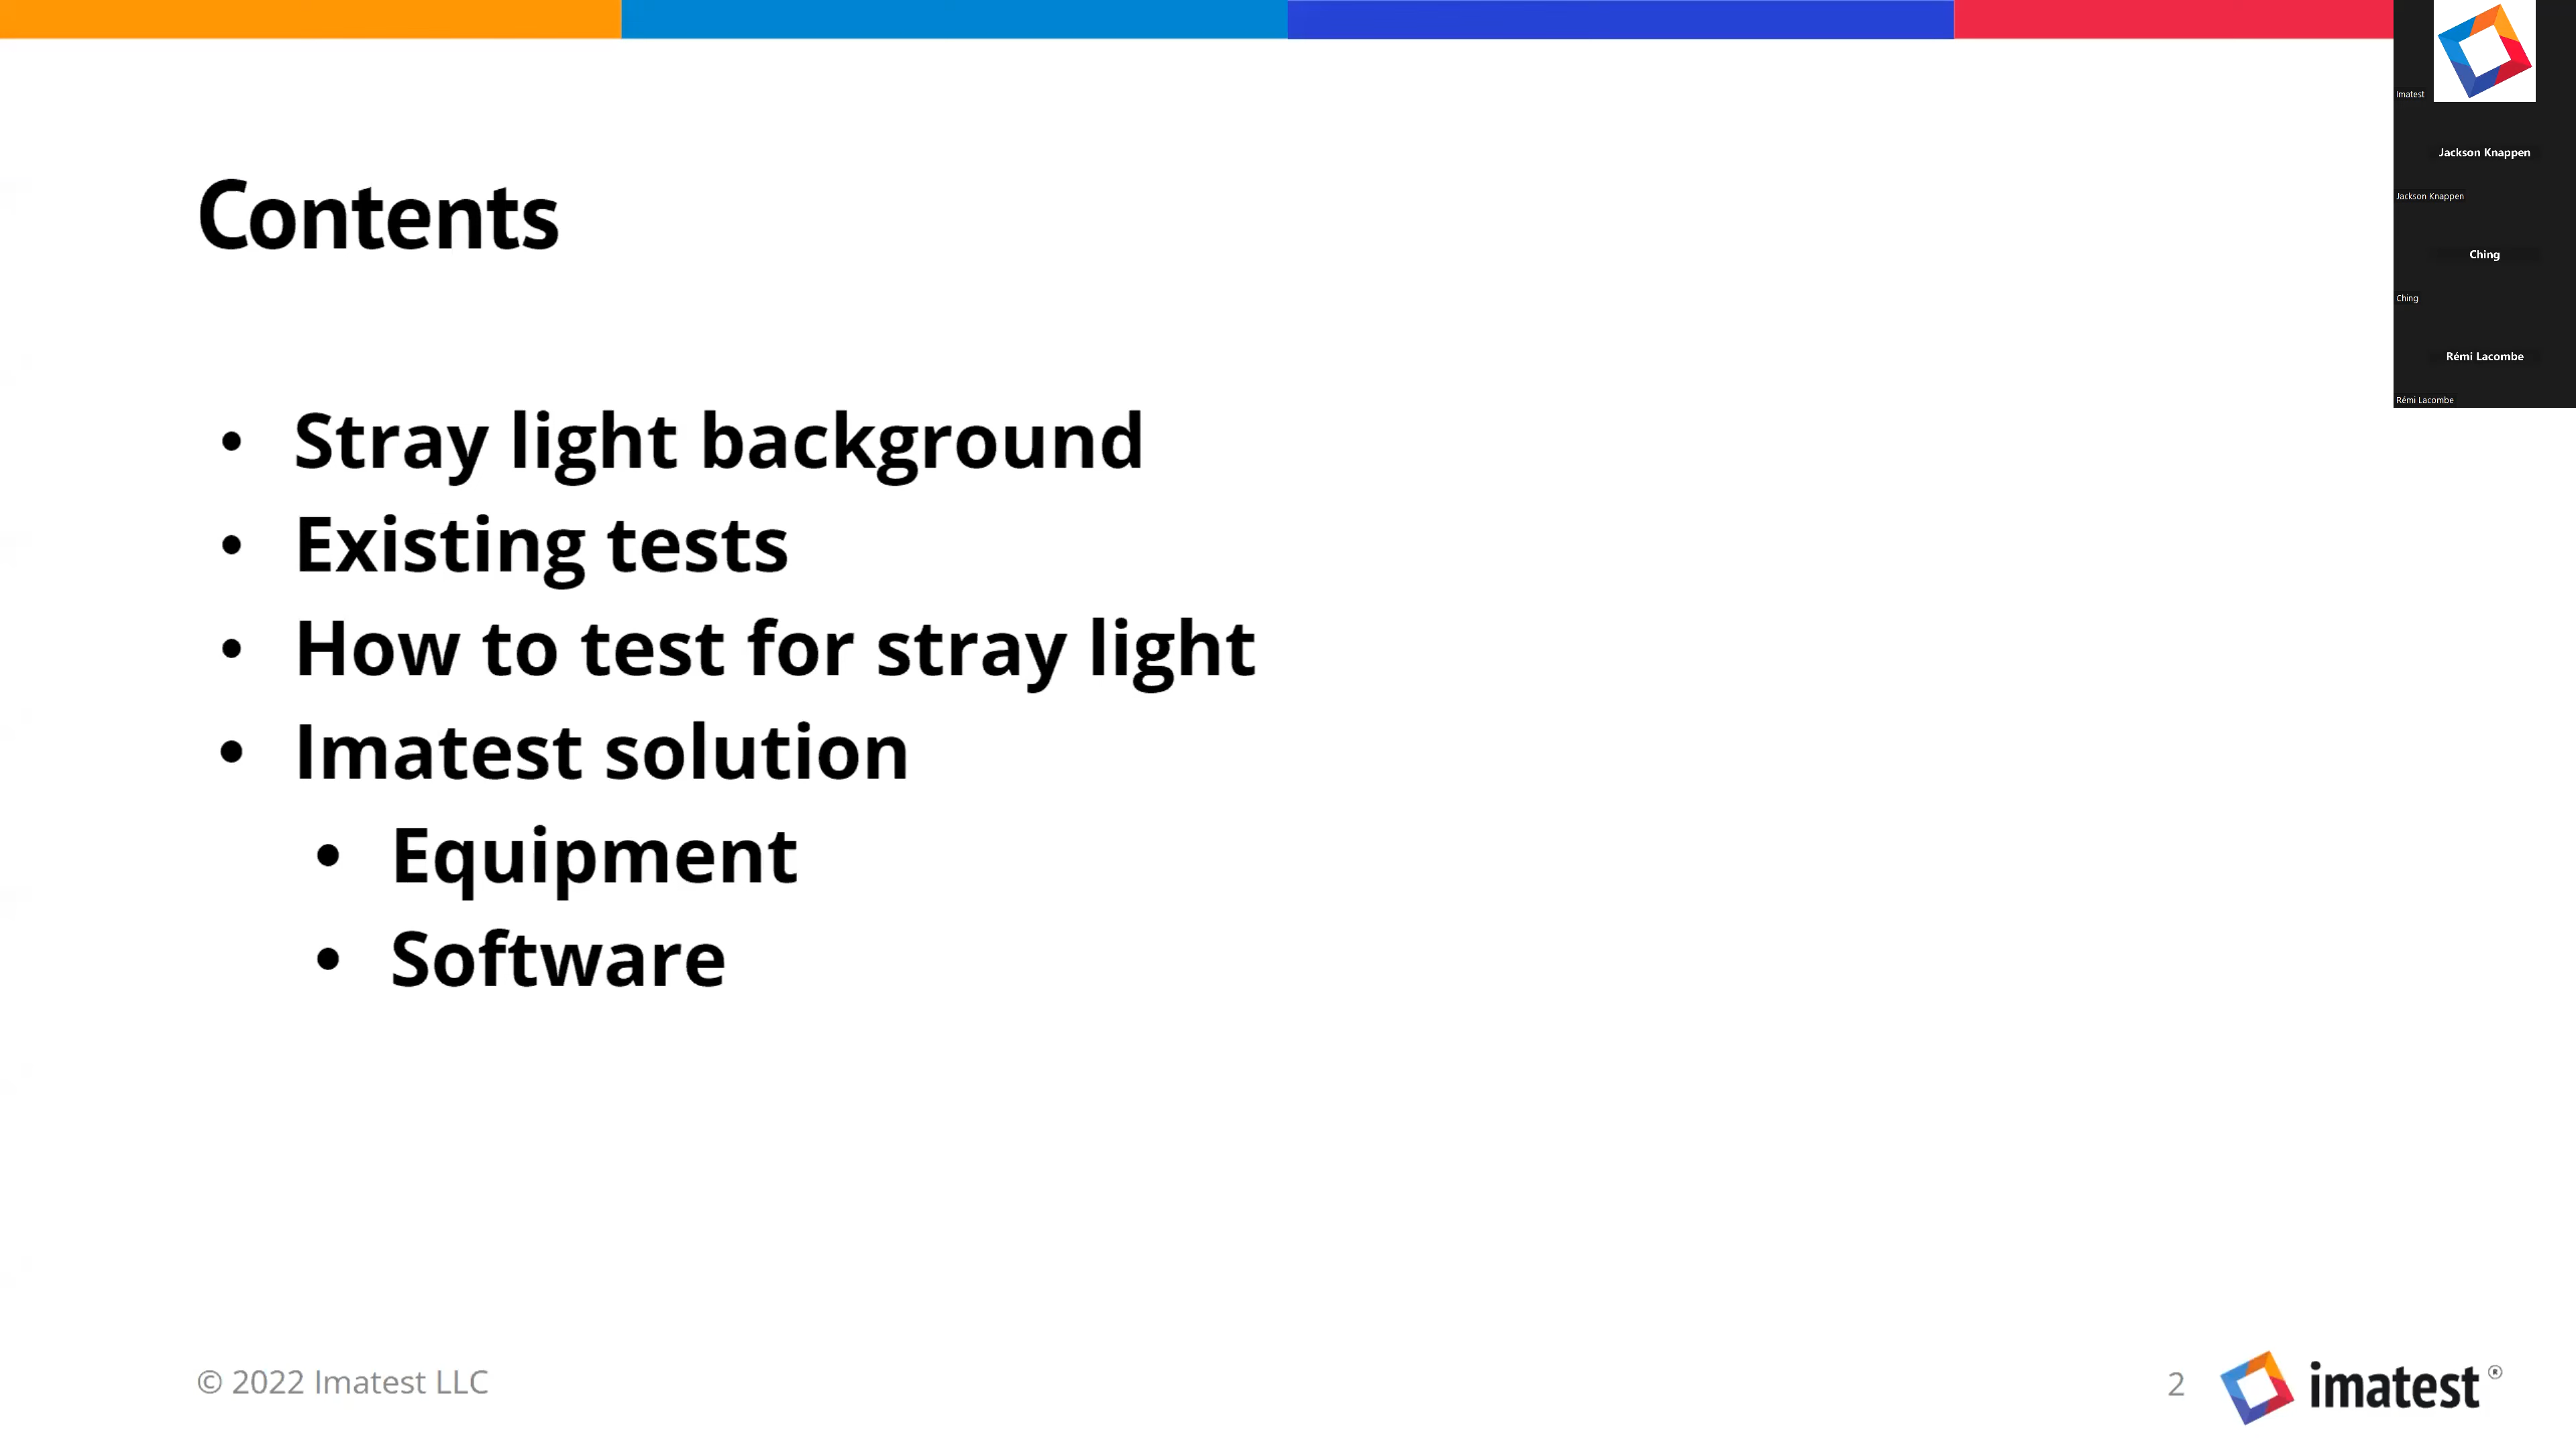 Contents
• Stray light background
• Existing tests
• How to test for stray light
• Imatest solution
• Equipment
• Software
© 2022 Imatest LLC
2
imatest®
Imatest
Jackson Knappen
Jackson Knappen
Ching
Ching
Rémi Lacombe
Rémi Lacombe